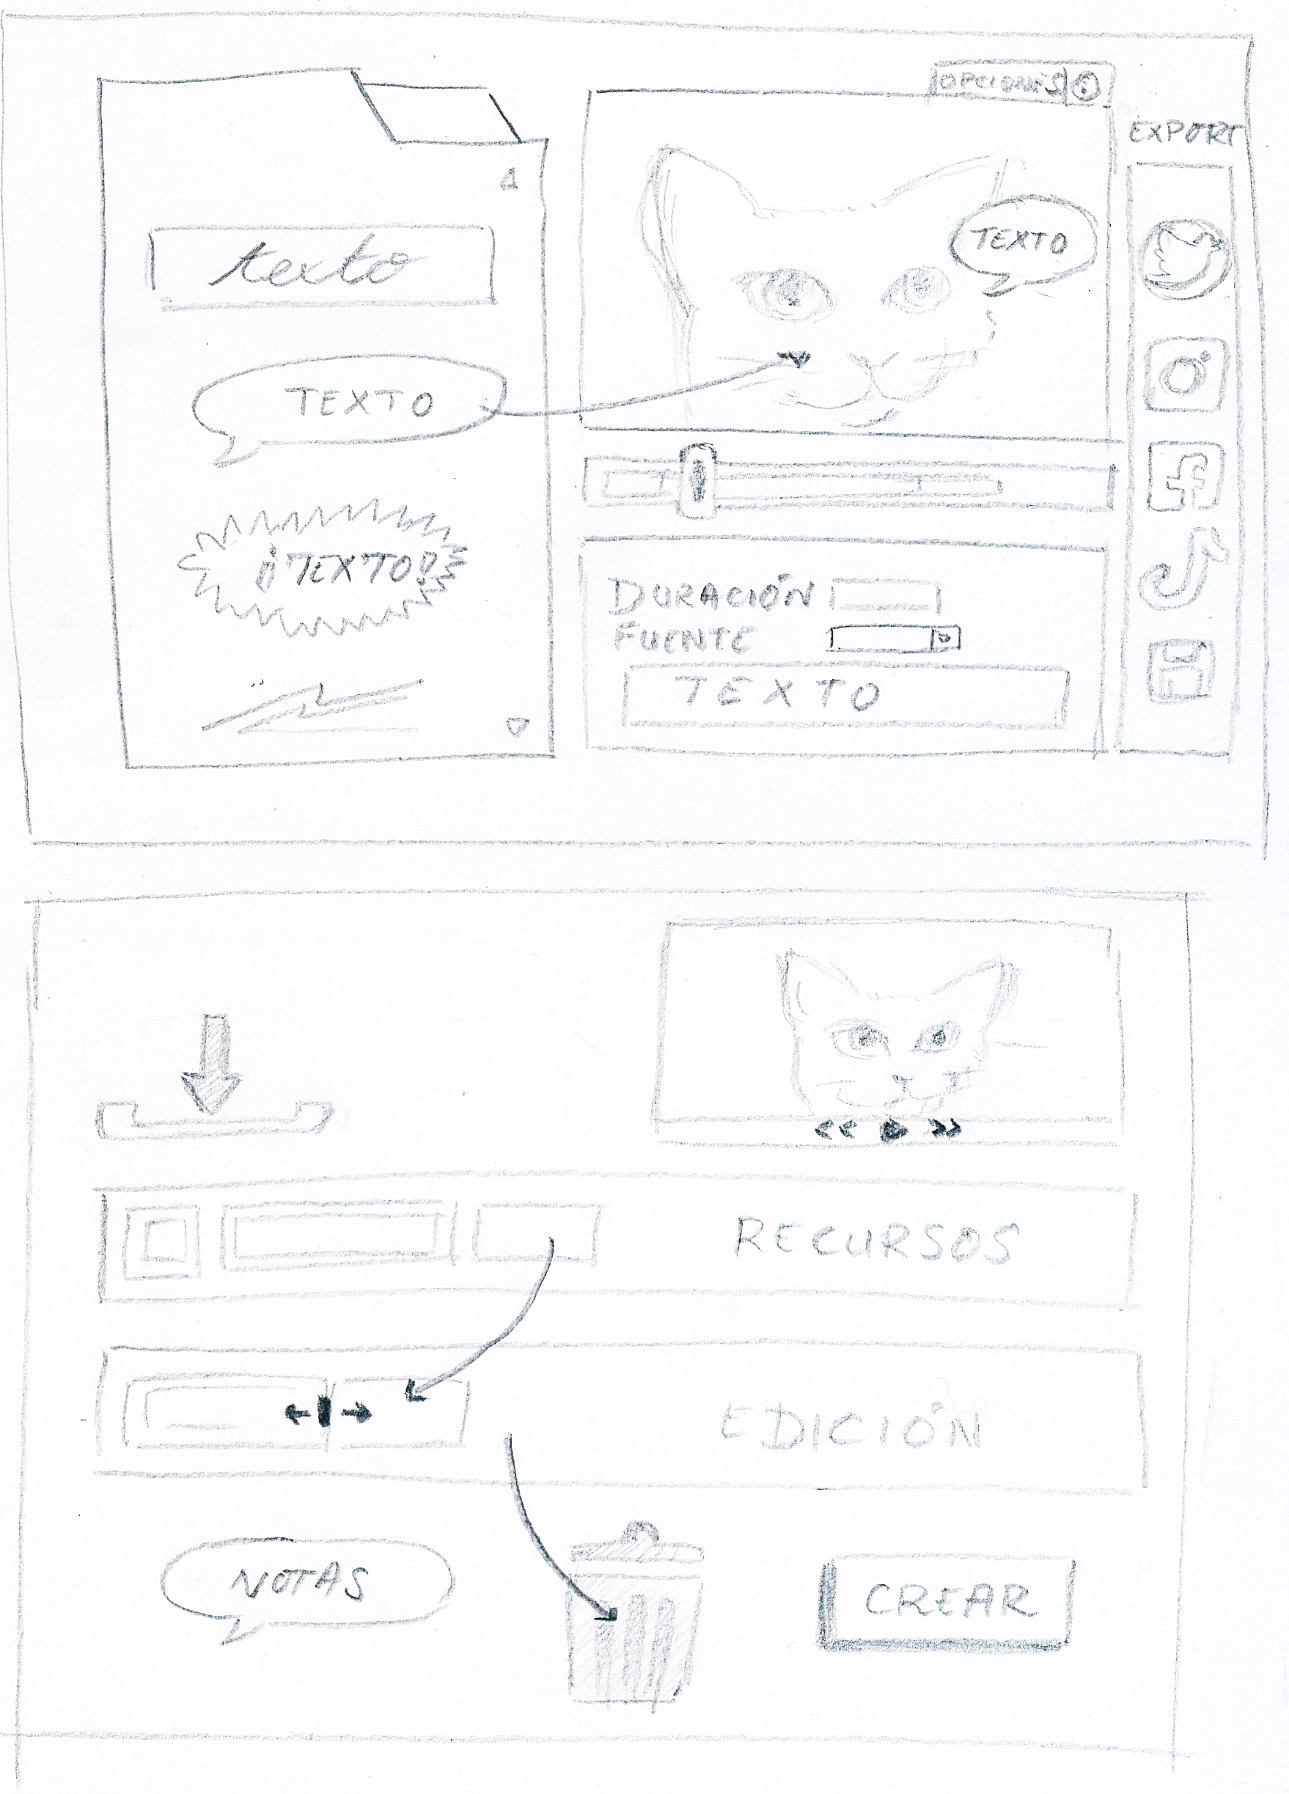 OPCIONES
EXPORT
texto
TEXTO
TEXTO
¡TEXTO!
DURACIÓN
FUENTE
TEXTO
RECURSOS
EDICIÓN
NOTAS
CREAR